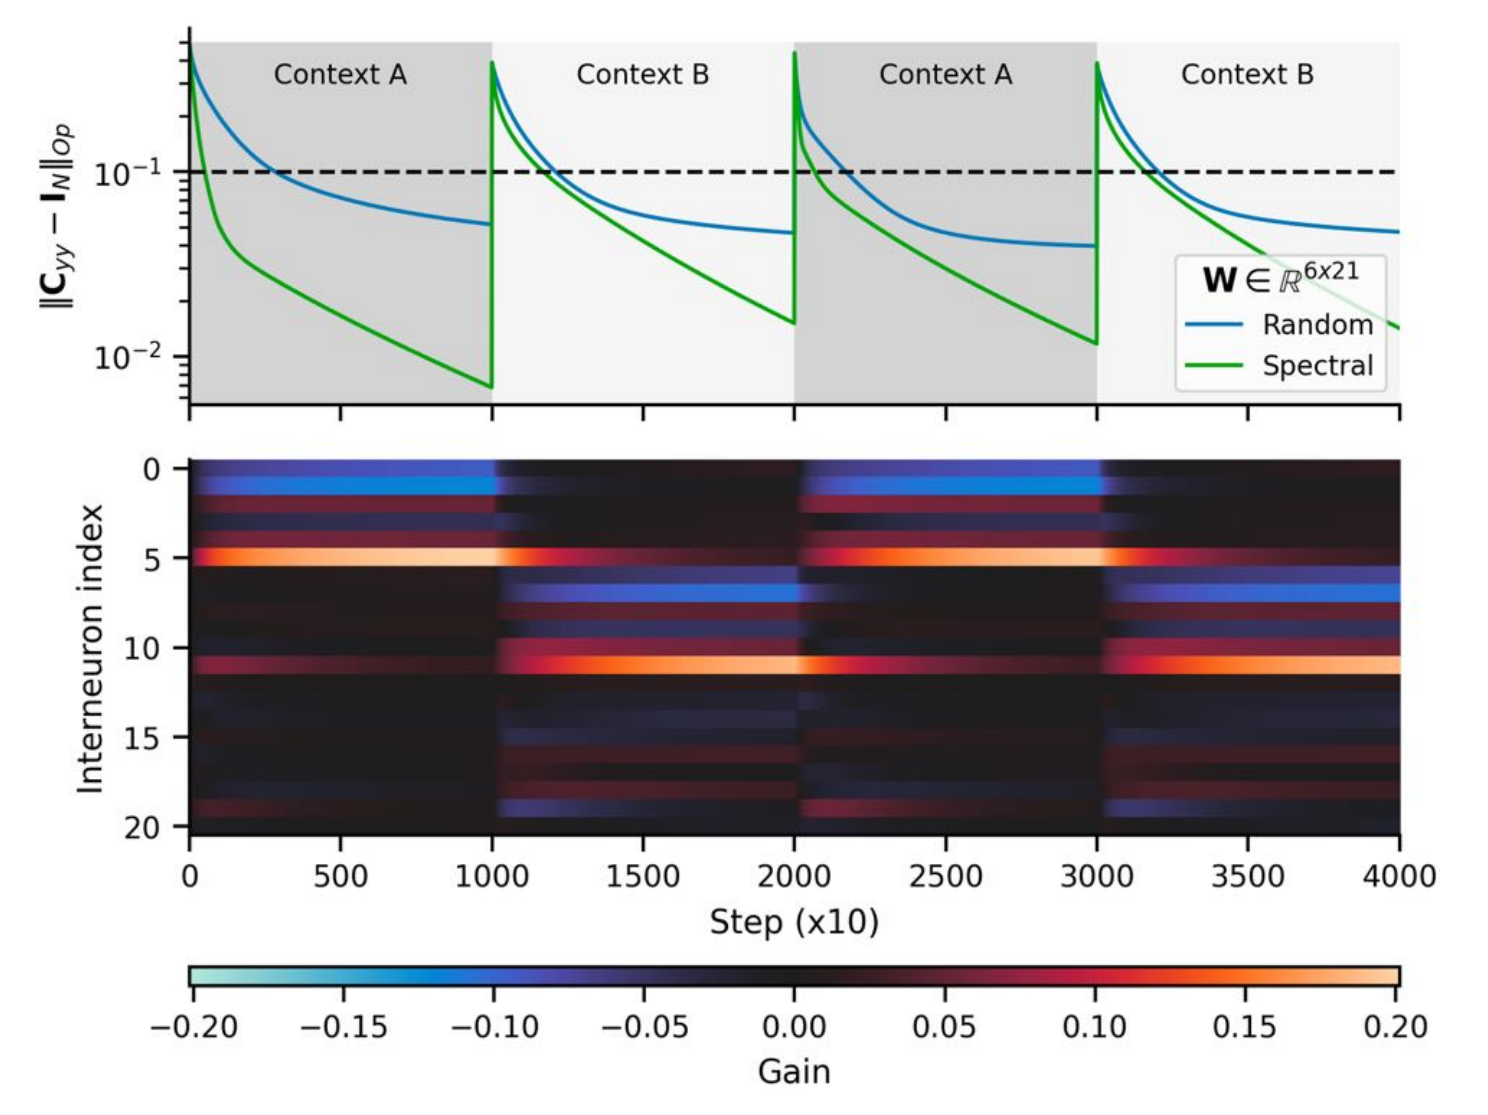 Context A Context B Context A Context B
‖C_yy − I_N‖_Op
10⁻¹
10⁻²
W ∈ ℝ^6x21
Random
Spectral
Interneuron index
0
5
10
15
20
0 500 1000 1500 2000 2500 3000 3500 4000
Step (x10)
−0.20 −0.15 −0.10 −0.05 0.00 0.05 0.10 0.15 0.20
Gain